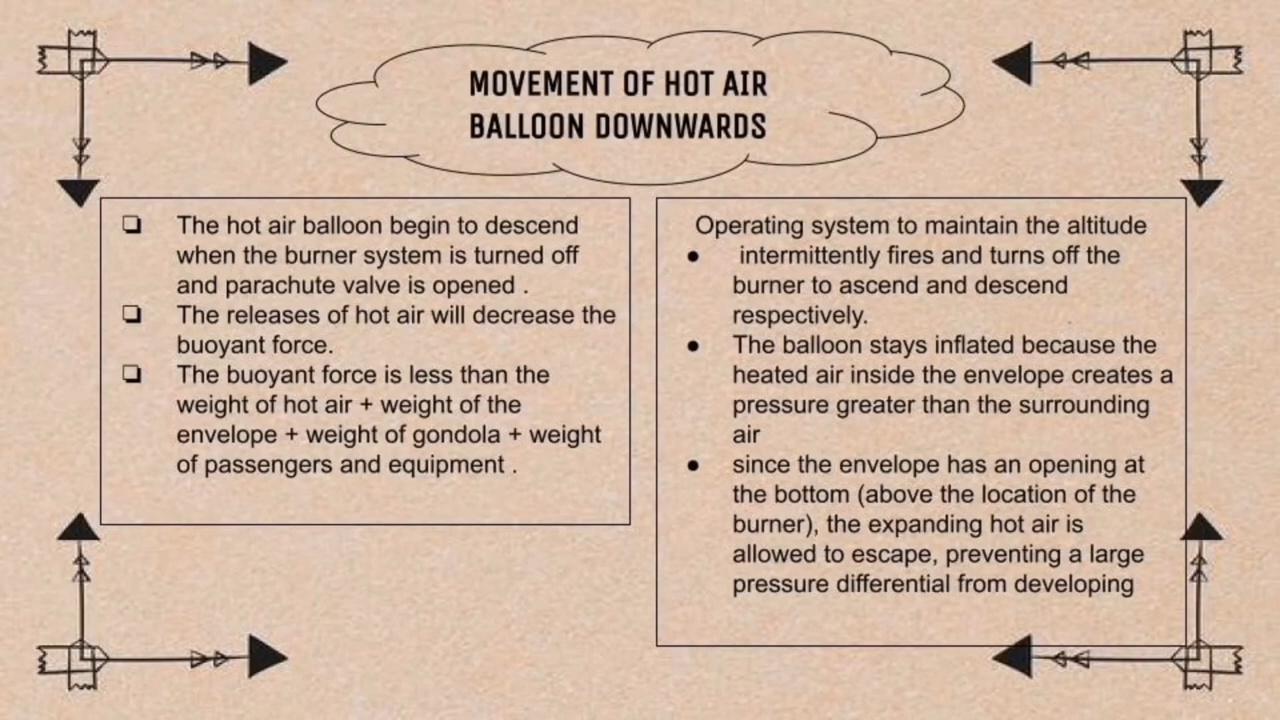 MOVEMENT OF HOT AIR
BALLOON DOWNWARDS
The hot air balloon begin to descend
when the burner system is turned off
and parachute valve is opened .
The releases of hot air will decrease the
buoyant force.
The buoyant force is less than the
weight of hot air + weight of the
envelope + weight of gondola + weight
of passengers and equipment .
Operating system to maintain the altitude
intermittently fires and turns off the
burner to ascend and descend
respectively.
The balloon stays inflated because the
heated air inside the envelope creates a
pressure greater than the surrounding
air
since the envelope has an opening at
the bottom (above the location of the
burner), the expanding hot air is
allowed to escape, preventing a large
pressure differential from developing